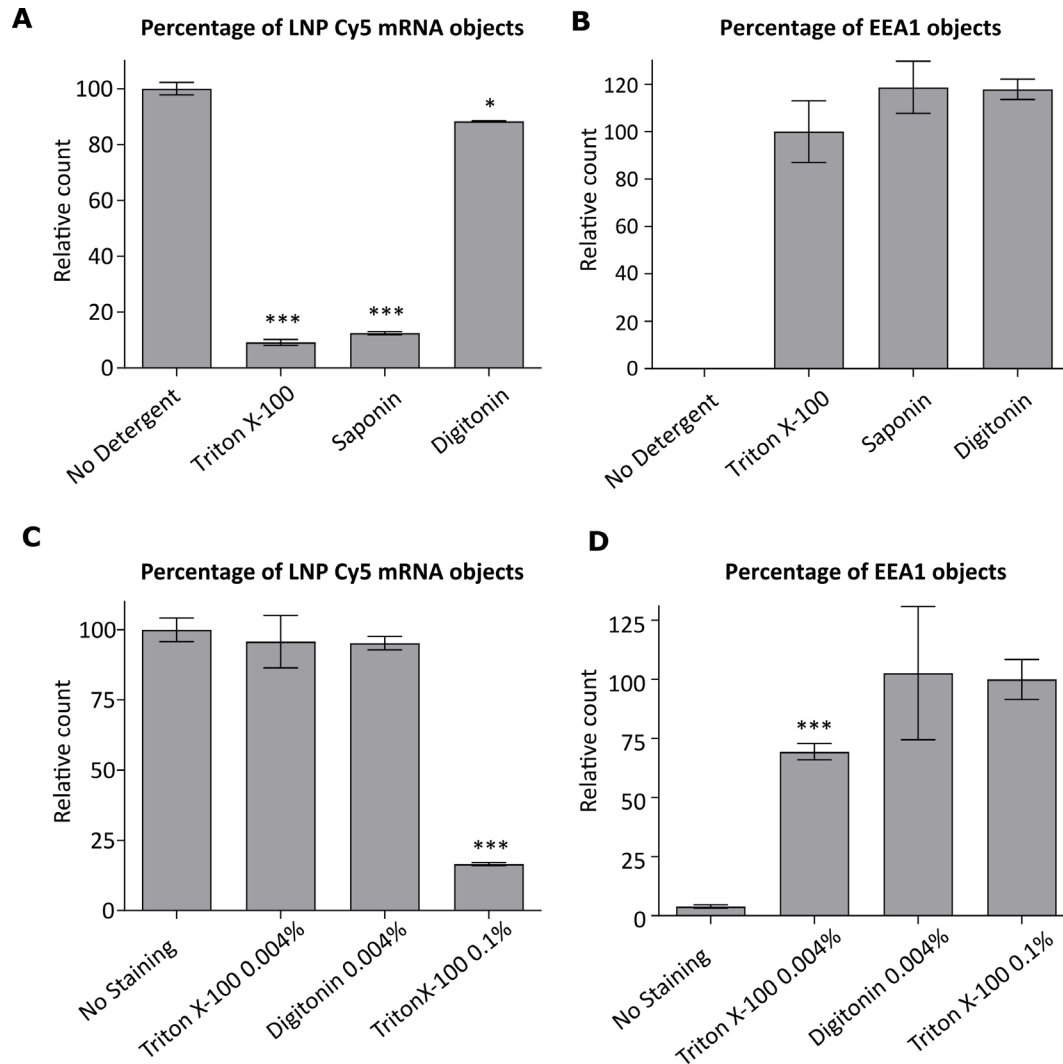 A
Percentage of LNP Cy5 mRNA objects
Relative count
100
80
60
40
20
0
*
***
***
No Detergent
Triton X-100
Saponin
Digitonin
B
Percentage of EEA1 objects
Relative count
120
100
80
60
40
20
0
No Detergent
Triton X-100
Saponin
Digitonin
C
Percentage of LNP Cy5 mRNA objects
Relative count
100
75
50
25
0
***
No Staining
Triton X-100 0.004%
Digitonin 0.004%
TritonX-100 0.1%
D
Percentage of EEA1 objects
Relative count
125
100
75
50
25
0
***
No Staining
Triton X-100 0.004%
Digitonin 0.004%
Triton X-100 0.1%